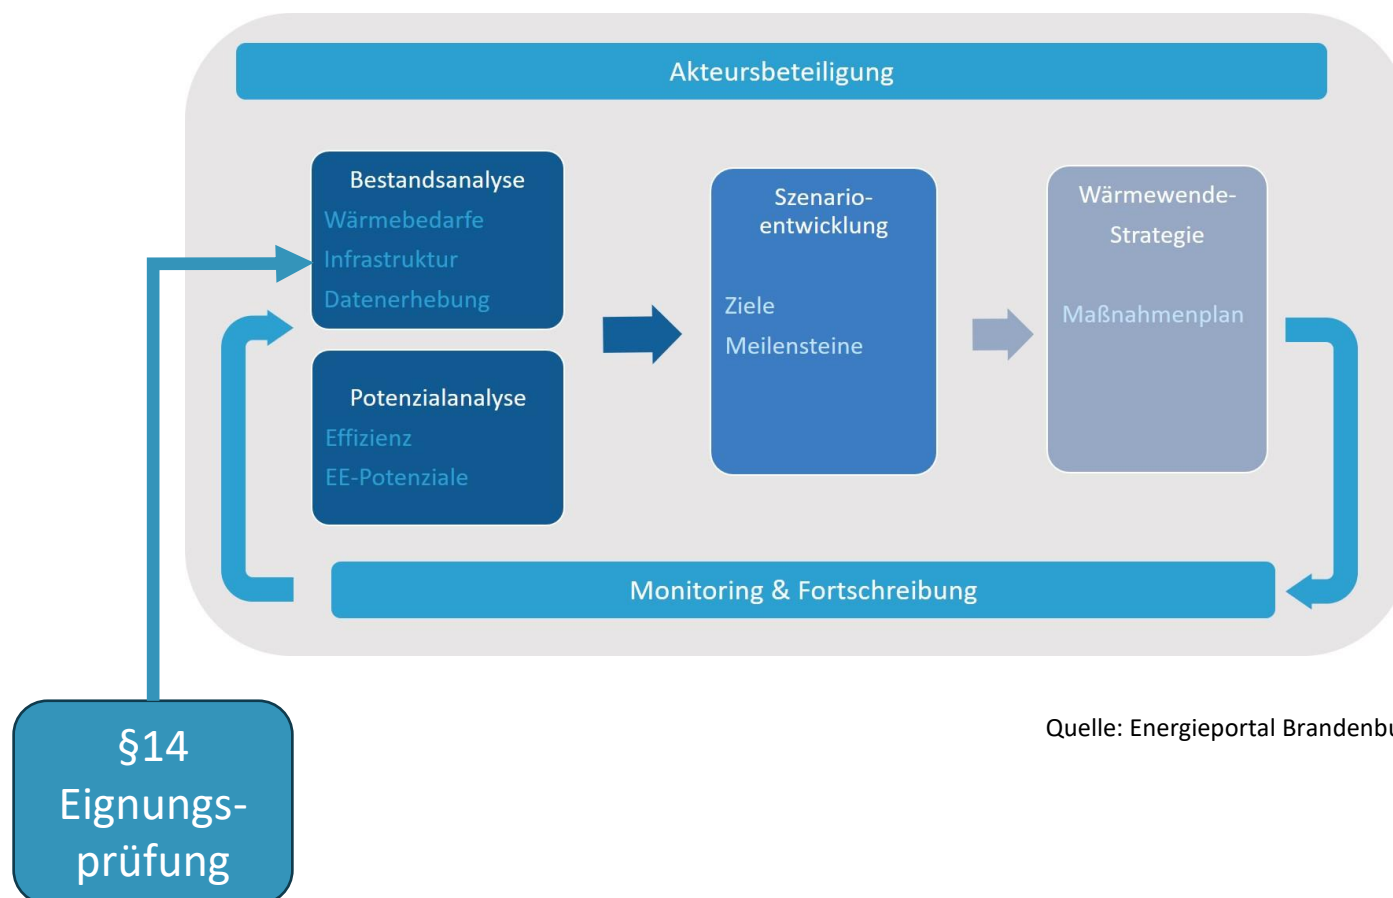 Akteursbeteiligung
Bestandsanalyse
Wärmebedarfe
Infrastruktur
Datenerhebung
Potenzialanalyse
Effizienz
EE-Potenziale
Szenario-
entwicklung
Ziele
Meilensteine
Wärmewende-
Strategie
Maßnahmenplan
Monitoring & Fortschreibung
§14
Eignungs-
prüfung
Quelle: Energieportal